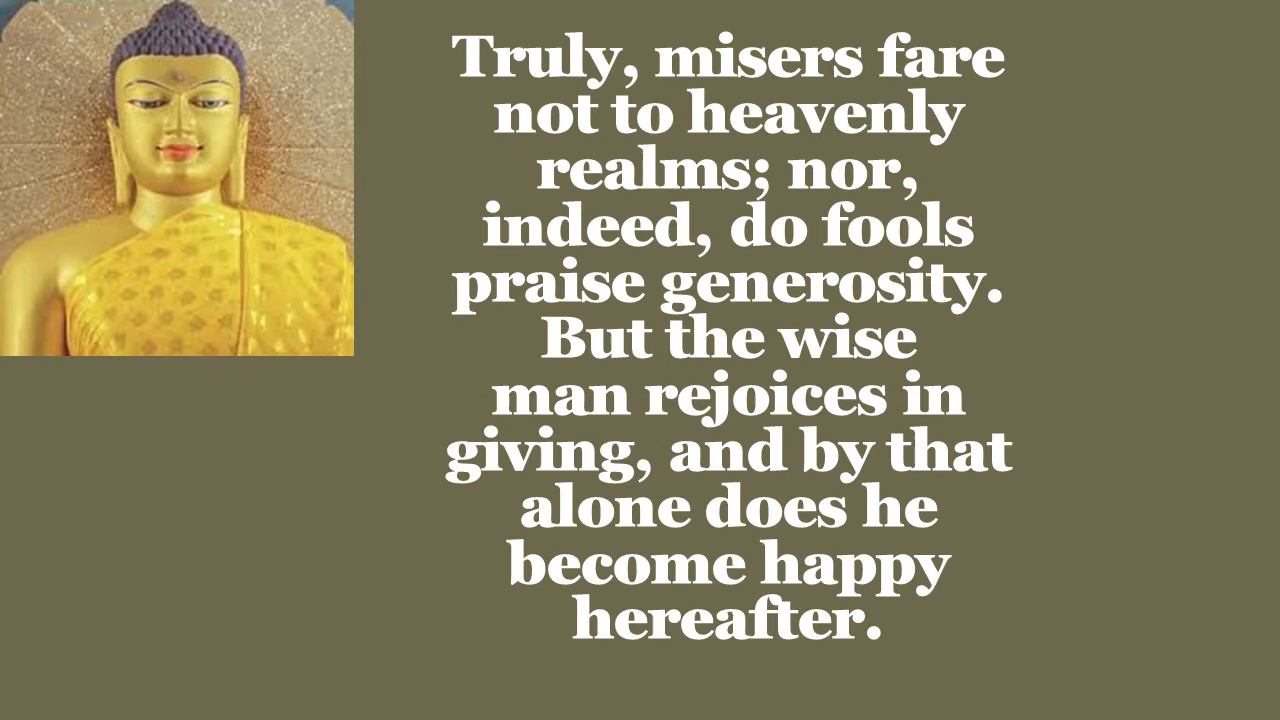 Truly, misers fare
not to heavenly
realms; nor,
indeed, do fools
praise generosity.
But the wise
man rejoices in
giving, and by that
alone does he
become happy
hereafter.